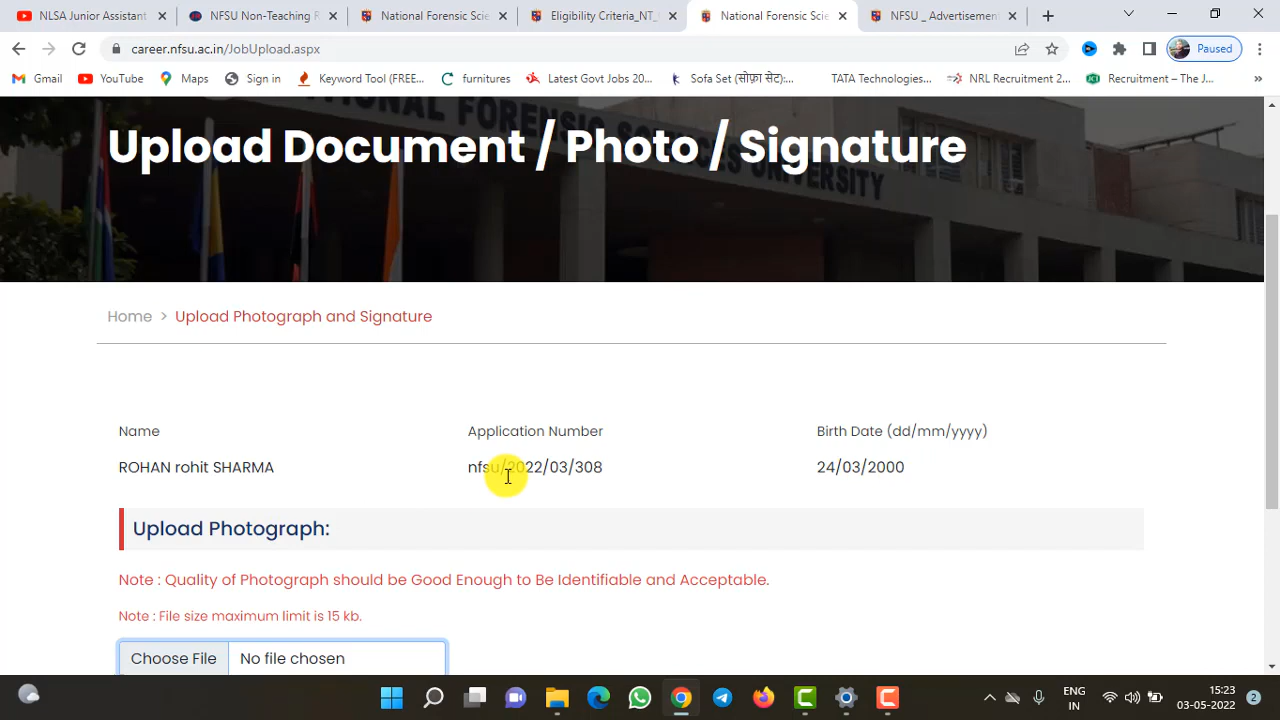 NLSA Junior Assistant
NFSU Non-Teaching R
National Forensic Scie
Eligibility Criteria_NT_
National Forensic Scie
NFSU _ Advertisement
career.nfsu.ac.in/JobUpload.aspx
Paused
Gmail
YouTube
Maps
Sign in
Keyword Tool (FREE...
furnitures
Latest Govt Jobs 20...
Sofa Set (सोफ़ा सेट):...
TATA Technologies...
NRL Recruitment 2...
Recruitment – The J...
NATIONAL FORENSIC SCIENCES UNIVERSITY
Upload Document / Photo / Signature
Home > Upload Photograph and Signature
Name
Application Number
Birth Date (dd/mm/yyyy)
ROHAN rohit SHARMA
nfsu/2022/03/308
24/03/2000
Upload Photograph:
Note : Quality of Photograph should be Good Enough to Be Identifiable and Acceptable.
Note : File size maximum limit is 15 kb.
Choose File
No file chosen
ENG
IN
15:23
03-05-2022
2